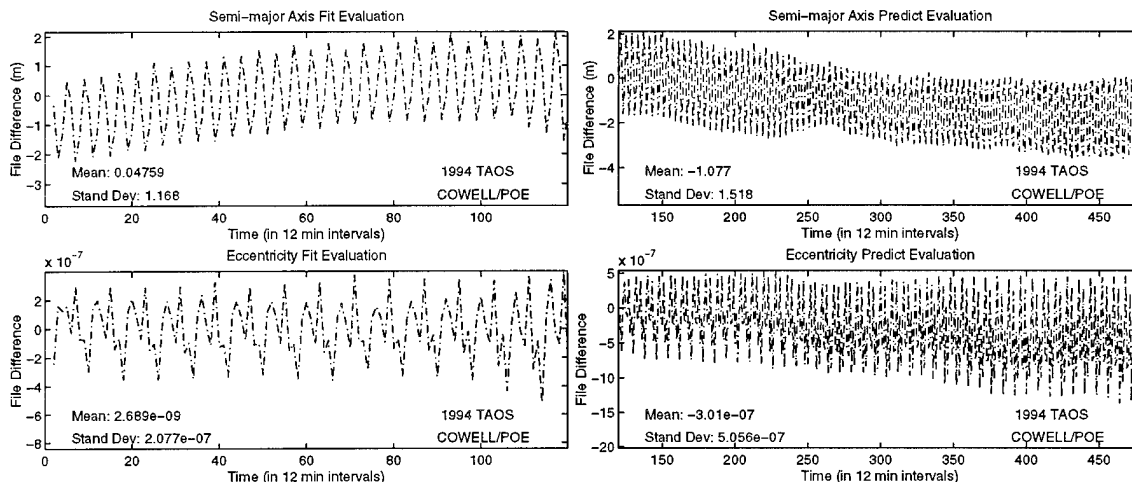 Semi-major Axis Fit Evaluation
File Difference (m)
2
1
0
-1
-2
-3
Mean: 0.04759
Stand Dev: 1.168
1994 TAOS
COWELL/POE
0 20 40 60 80 100
Time (in 12 min intervals)
Semi-major Axis Predict Evaluation
File Difference (m)
2
0
-2
-4
Mean: -1.077
Stand Dev: 1.518
1994 TAOS
COWELL/POE
150 200 250 300 350 400 450
Time (in 12 min intervals)
x 10^-7
Eccentricity Fit Evaluation
File Difference
2
0
-2
-4
-6
-8
Mean: 2.689e-09
Stand Dev: 2.077e-07
1994 TAOS
COWELL/POE
0 20 40 60 80 100
Time (in 12 min intervals)
x 10^-7
Eccentricity Predict Evaluation
File Difference
5
0
-5
-10
-15
-20
Mean: -3.01e-07
Stand Dev: 5.056e-07
1994 TAOS
COWELL/POE
150 200 250 300 350 400 450
Time (in 12 min intervals)